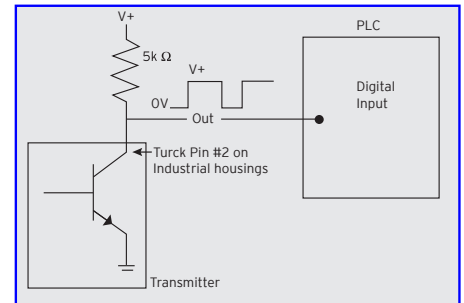 V+
PLC
5k Ω
V+
Digital
Input
0V
Out
Turck Pin #2 on
Industrial housings
Transmitter